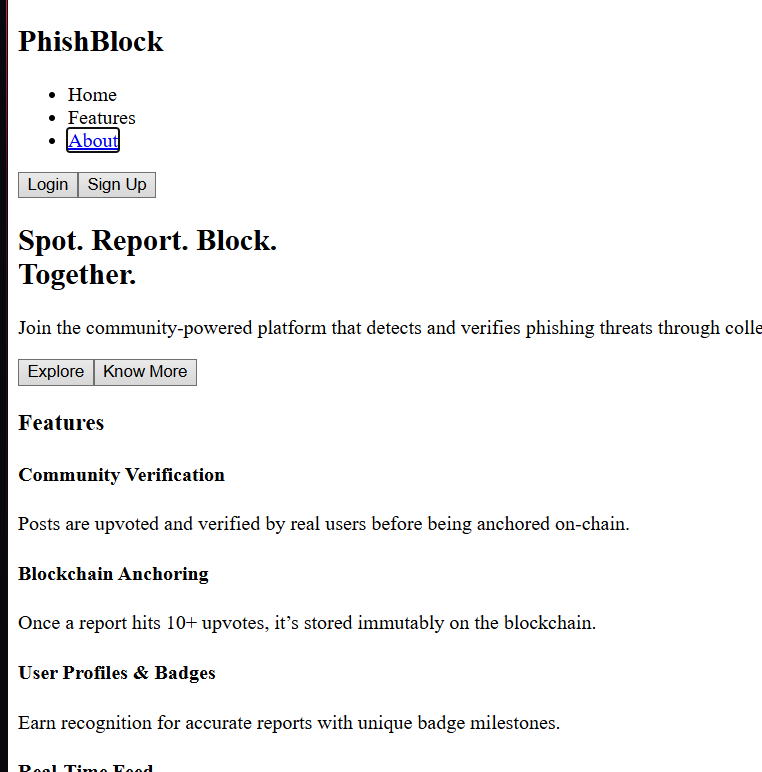 PhishBlock
Home
Features
About
Login Sign Up
Spot. Report. Block.
Together.
Join the community-powered platform that detects and verifies phishing threats through colle
Explore Know More
Features
Community Verification
Posts are upvoted and verified by real users before being anchored on-chain.
Blockchain Anchoring
Once a report hits 10+ upvotes, it’s stored immutably on the blockchain.
User Profiles & Badges
Earn recognition for accurate reports with unique badge milestones.
Real-Time Feed